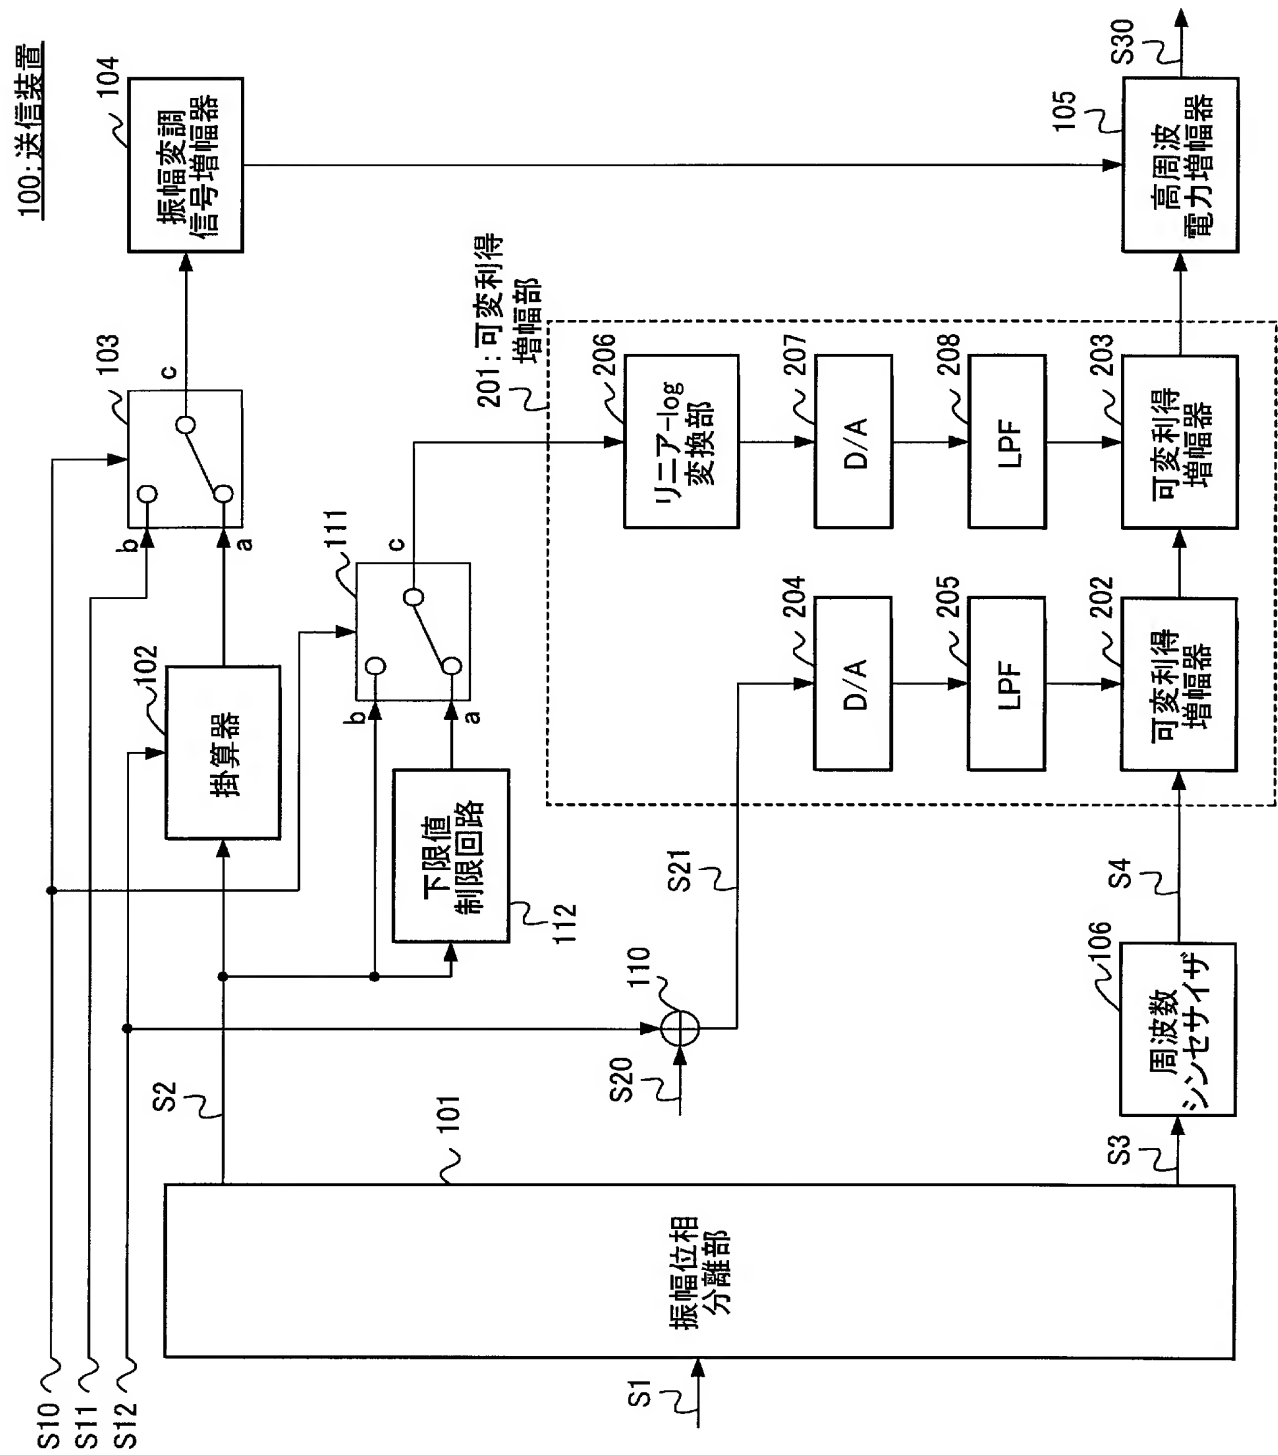 100:送信装置
S10
S11
S12
S1
振幅位相
分離部
101
S2
S3
周波数
シンセサイザ
106
S4
S20
110
S21
掛算器
102
下限値
制限回路
112
b
a
c
103
b
a
c
111
振幅変調
信号増幅器
104
201:可変利得
増幅部
D/A
204
LPF
205
可変利得
増幅器
202
リニア-log
変換部
206
D/A
207
LPF
208
可変利得
増幅器
203
高周波
電力増幅器
105
S30